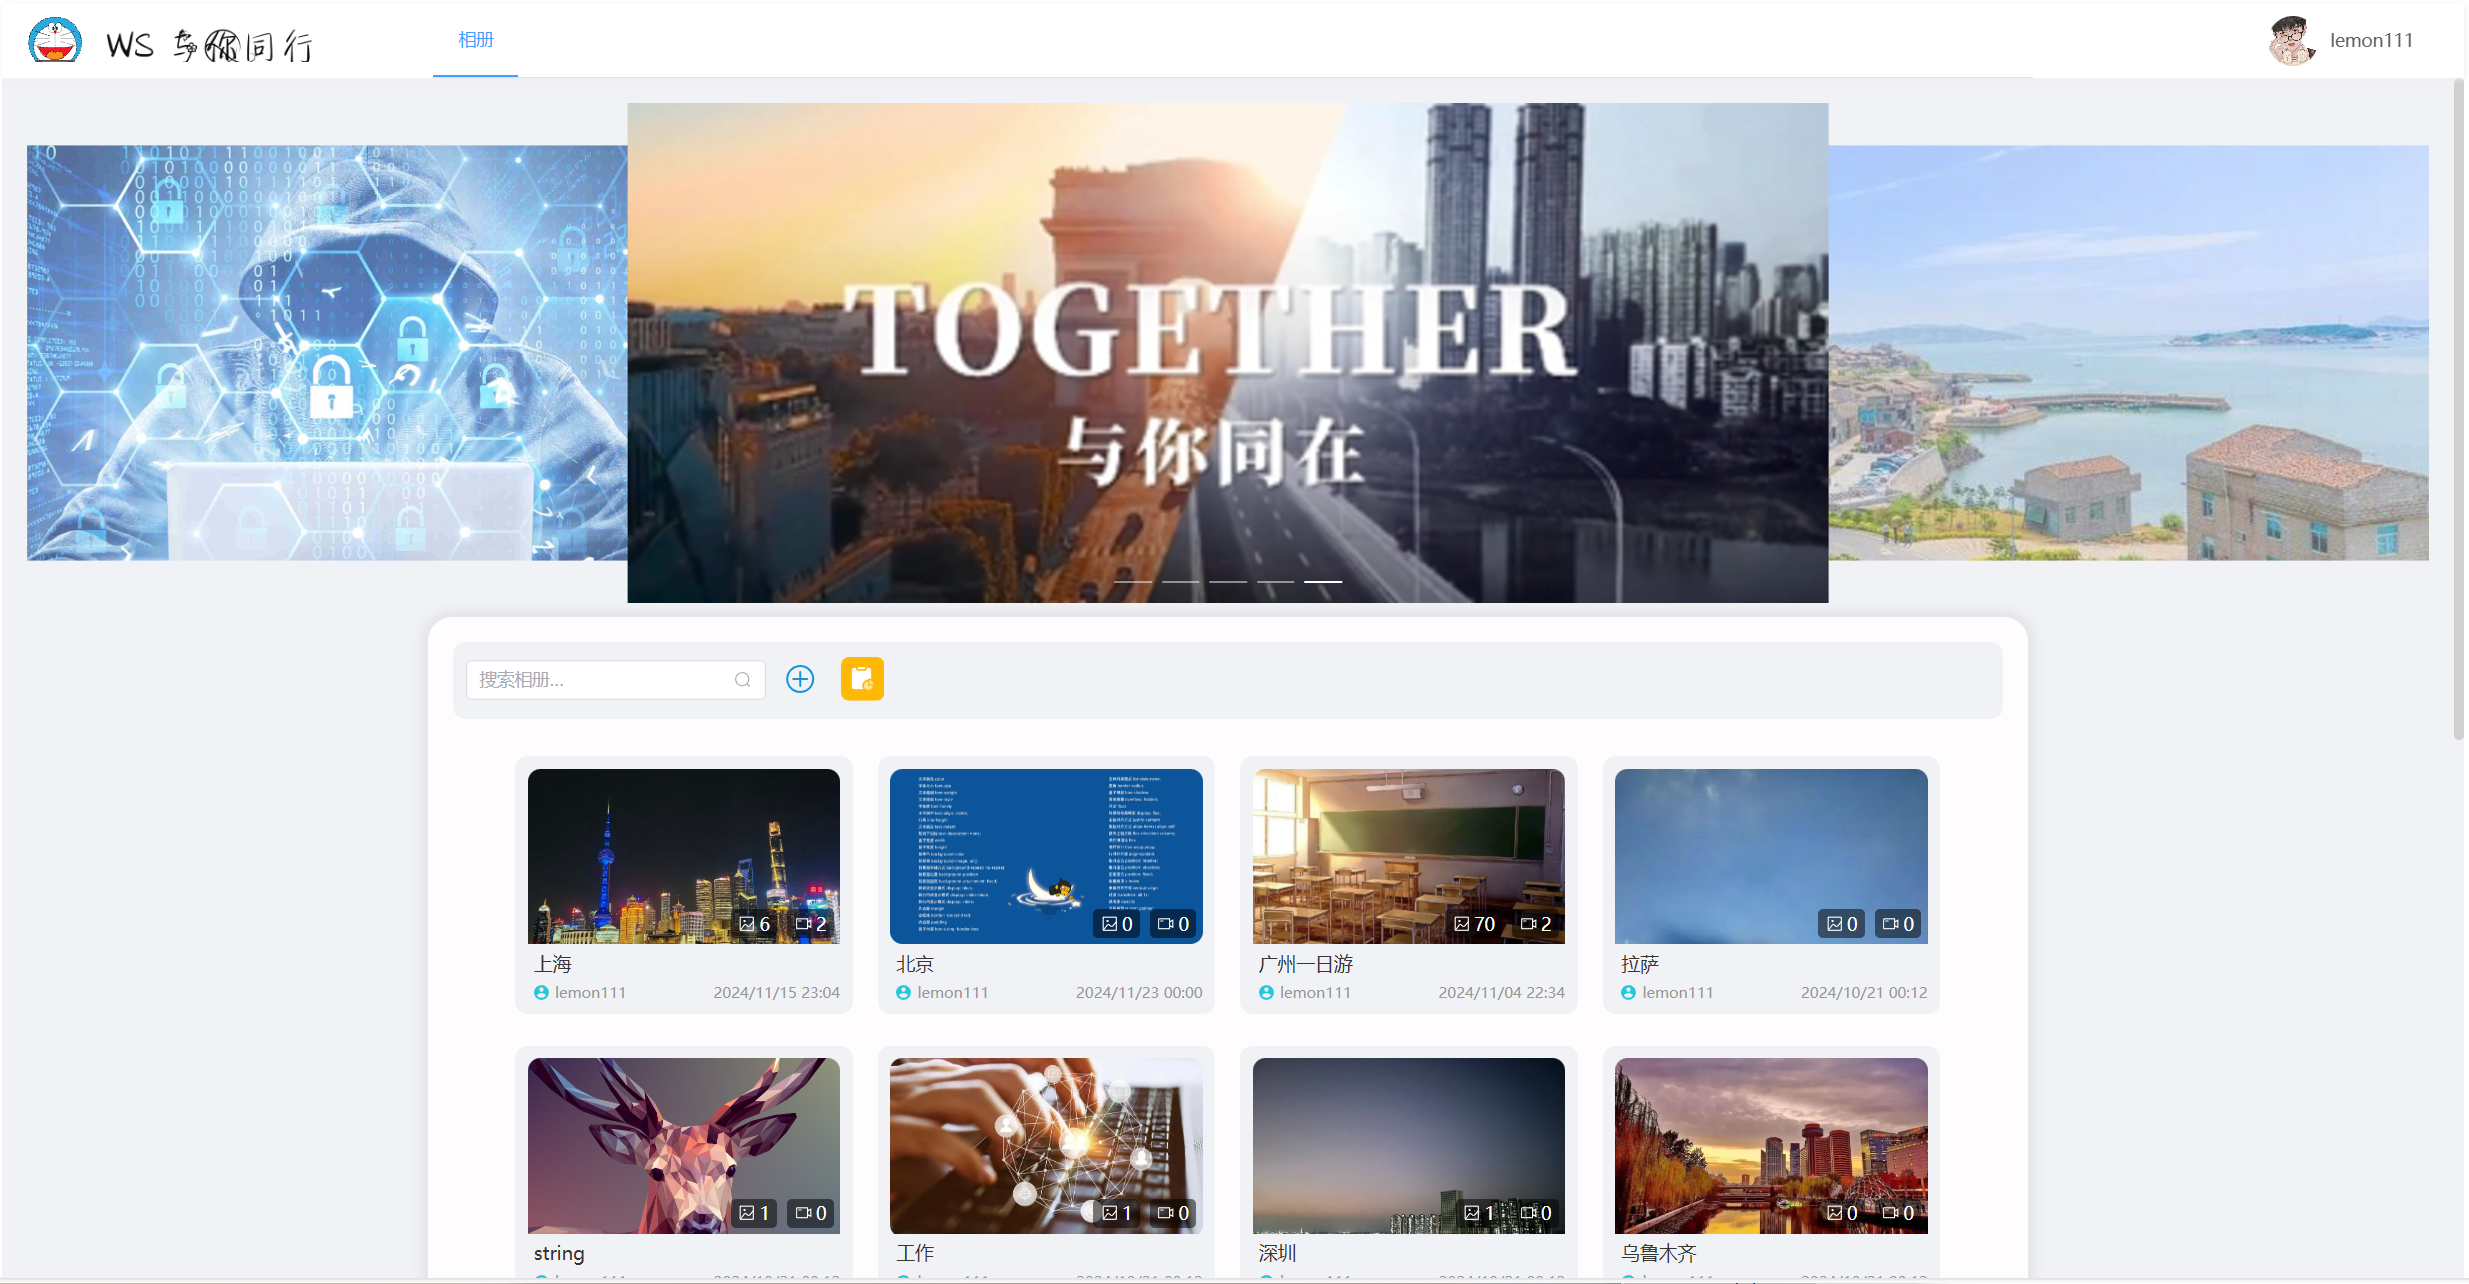 WS 与你同行
相册
lemon111
TOGETHER
与你同在
搜索相册...
6 2
0 0
70 2
0 0
上海
北京
广州一日游
拉萨
lemon111 2024/11/15 23:04
lemon111 2024/11/23 00:00
lemon111 2024/11/04 22:34
lemon111 2024/10/21 00:12
1 0
1 0
1 0
0 0
string
工作
深圳
乌鲁木齐